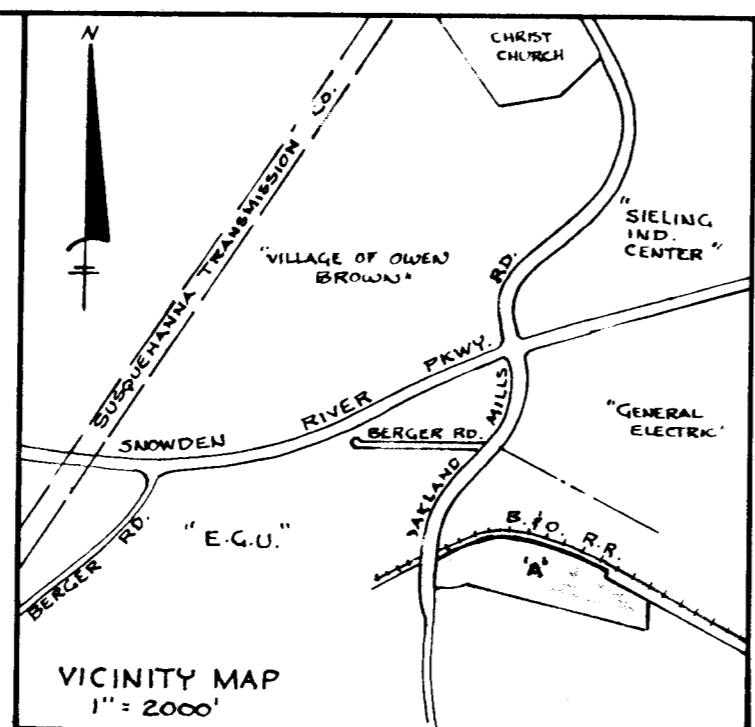 N
CHRIST
CHURCH
SUSQUEHANNA TRANSMISSION CO.
"SIELING
IND.
CENTER"
"VILLAGE OF OWEN
BROWN"
OAKLAND MILLS RD.
SNOWDEN RIVER PKWY.
"GENERAL
ELECTRIC"
BERGER RD.
"E.G.U."
B. & O. R.R.
'A'
BERGER RD.
VICINITY MAP
1" = 2000'